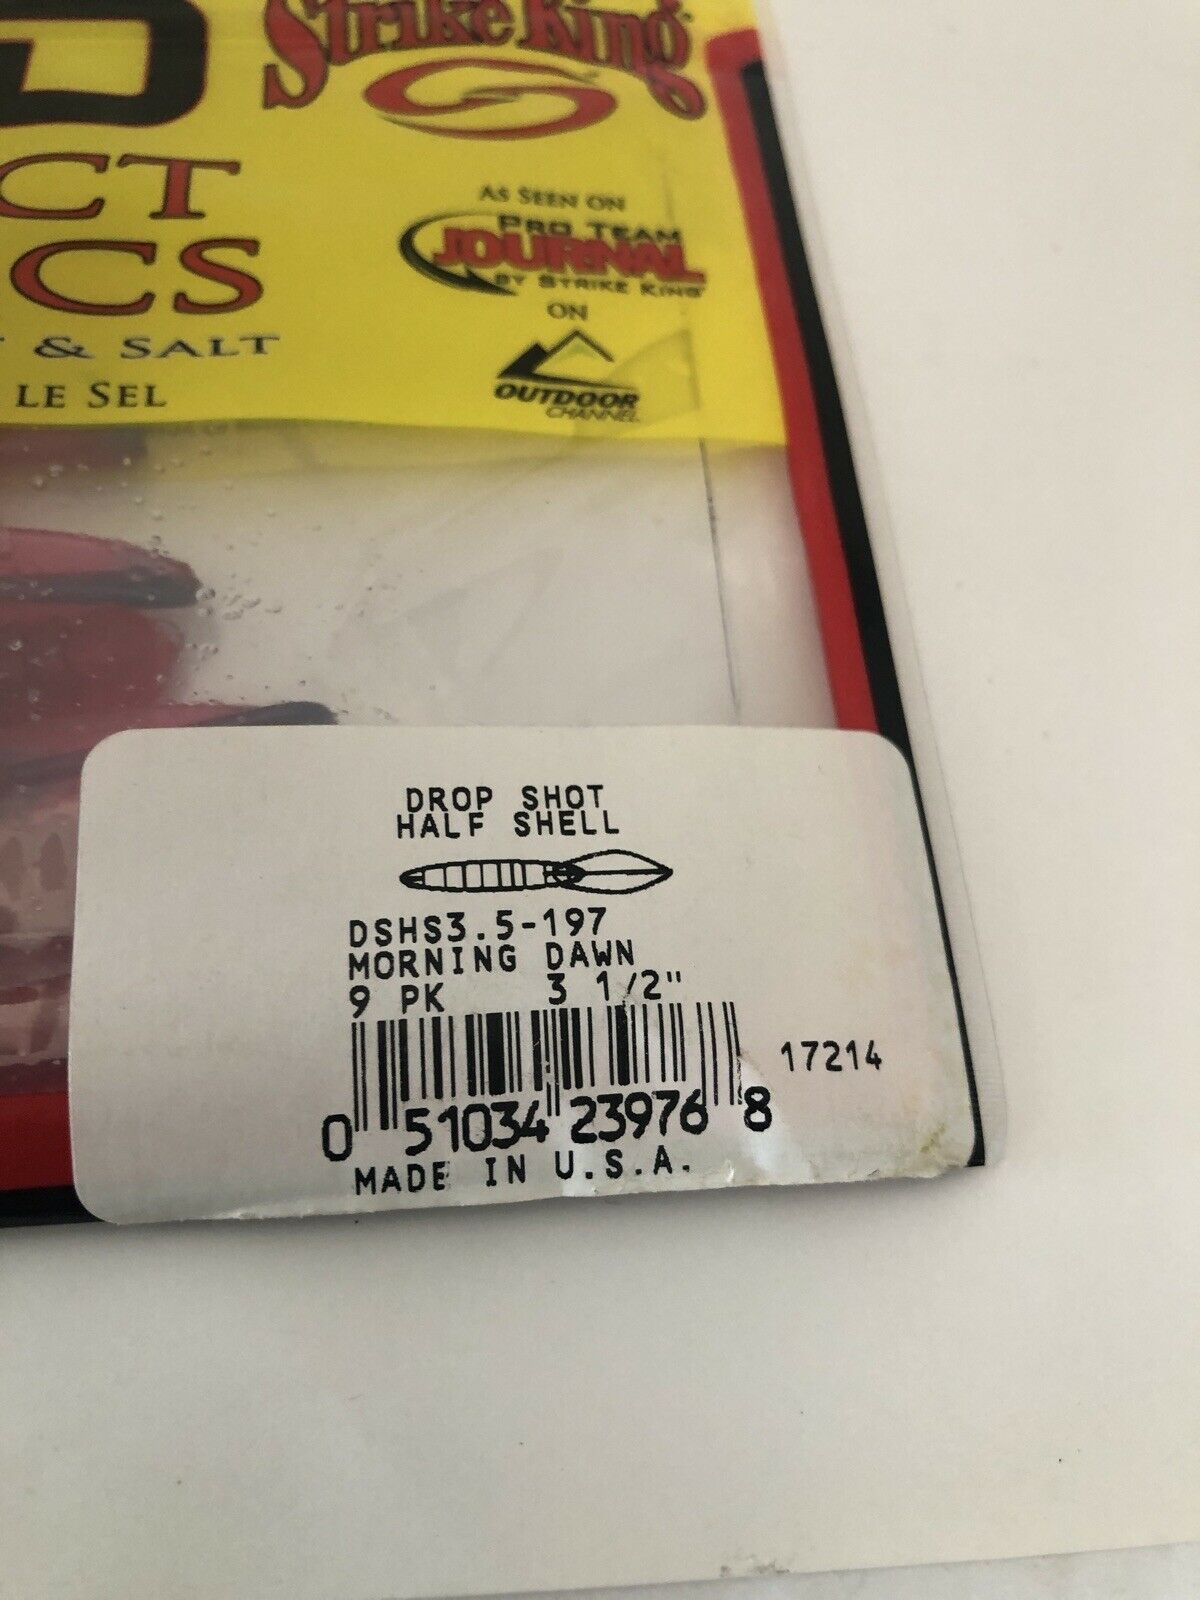 Strike King
CT
CS
& SALT
LE SEL
AS SEEN ON
PRO TEAM
JOURNAL
BY STRIKE KING
ON
OUTDOOR
CHANNEL
DROP SHOT
HALF SHELL
DSHS3.5-197
MORNING DAWN
9 PK 3 1/2"
17214
0 51034 23976 8
MADE IN U.S.A.